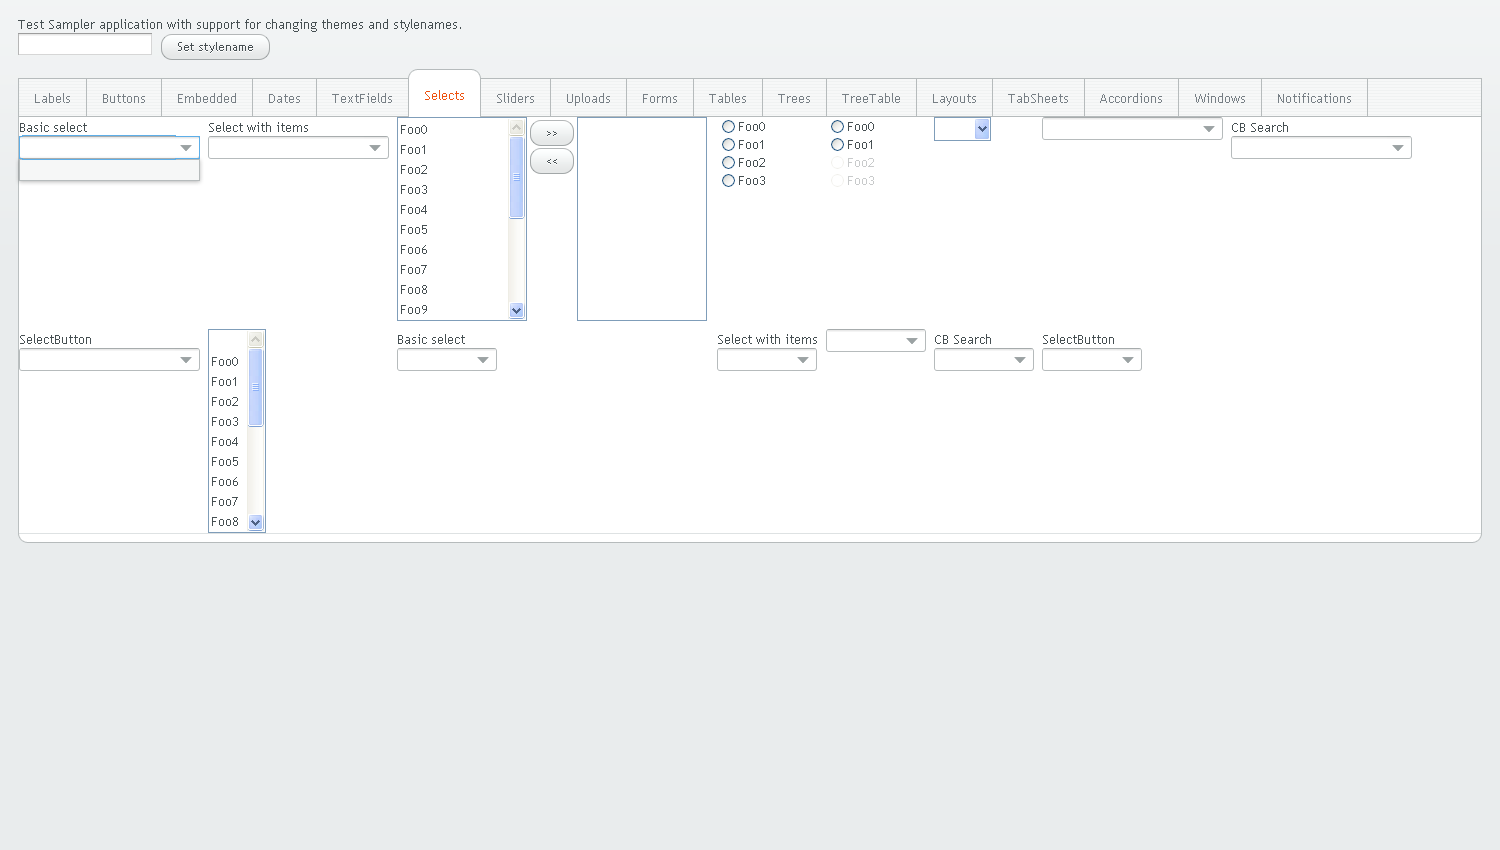 Test Sampler application with support for changing themes and stylenames.
Set stylename
Labels
Buttons
Embedded
Dates
TextFields
Selects
Sliders
Uploads
Forms
Tables
Trees
TreeTable
Layouts
TabSheets
Accordions
Windows
Notifications
Basic select
Select with items
Foo0
Foo1
Foo2
Foo3
Foo4
Foo5
Foo6
Foo7
Foo8
Foo9
>>
<<
Foo0
Foo1
Foo2
Foo3
Foo0
Foo1
Foo2
Foo3
CB Search
SelectButton
Foo0
Foo1
Foo2
Foo3
Foo4
Foo5
Foo6
Foo7
Foo8
Basic select
Select with items
CB Search
SelectButton